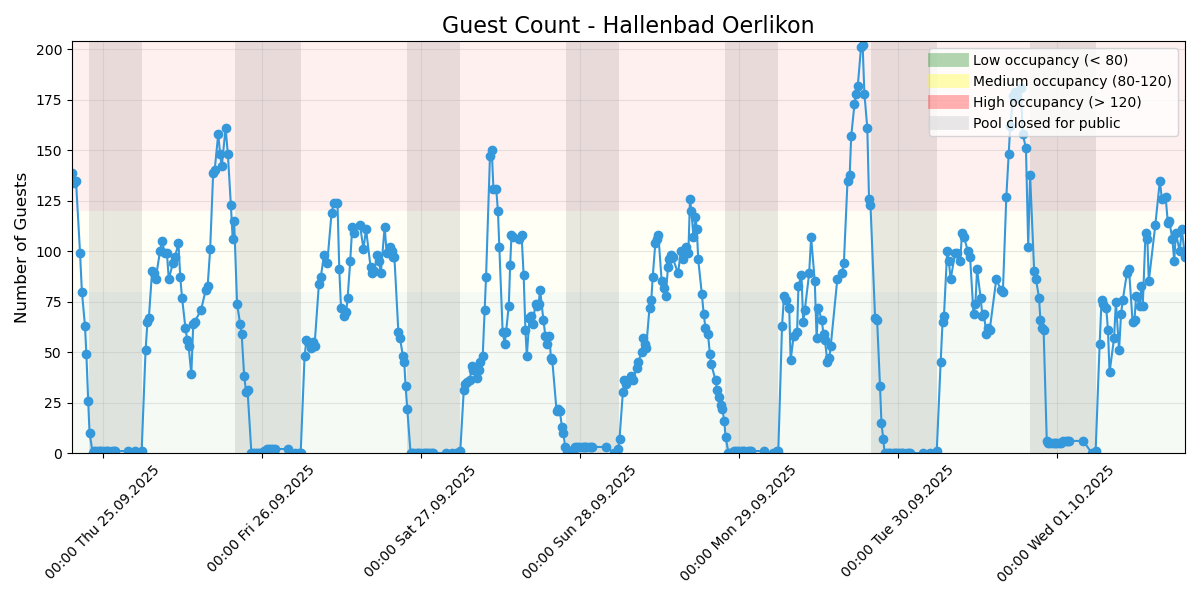 Guest Count - Hallenbad Oerlikon
Number of Guests
200
175
150
125
100
75
50
25
0
Low occupancy (< 80)
Medium occupancy (80-120)
High occupancy (> 120)
Pool closed for public
00:00 Thu 25.09.2025
00:00 Fri 26.09.2025
00:00 Sat 27.09.2025
00:00 Sun 28.09.2025
00:00 Mon 29.09.2025
00:00 Tue 30.09.2025
00:00 Wed 01.10.2025